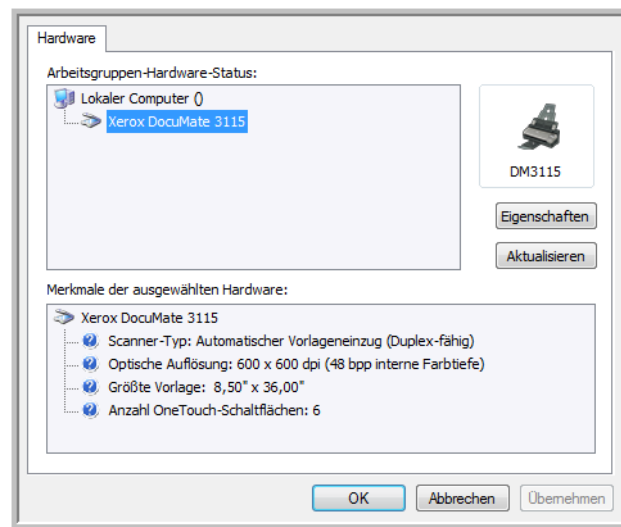 Hardware
Arbeitsgruppen-Hardware-Status:
Lokaler Computer ()
Xerox DocuMate 3115
DM3115
Eigenschaften
Aktualisieren
Merkmale der ausgewählten Hardware:
Xerox DocuMate 3115
Scanner-Typ: Automatischer Vorlageneinzug (Duplex-fähig)
Optische Auflösung: 600 x 600 dpi (48 bpp interne Farbtiefe)
Größte Vorlage: 8,50" x 36,00"
Anzahl OneTouch-Schaltflächen: 6
OK
Abbrechen
Übernehmen